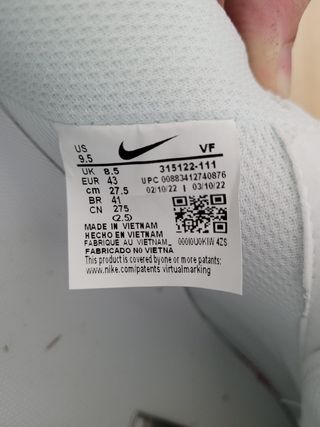 US 9.5 VF
UK 8.5 315122-111
EUR 43 UPC 00883412740876
cm 27.5 02/10/22 03/10/22
BR 41
CN 275
(2.5)
MADE IN VIETNAM
HECHO EN VIETNAM
FABRIQUE AU VIETNAM
FABRICADO NO VIETNA
This product is covered by one or more patents:
www.nike.com/patents virtualmarking